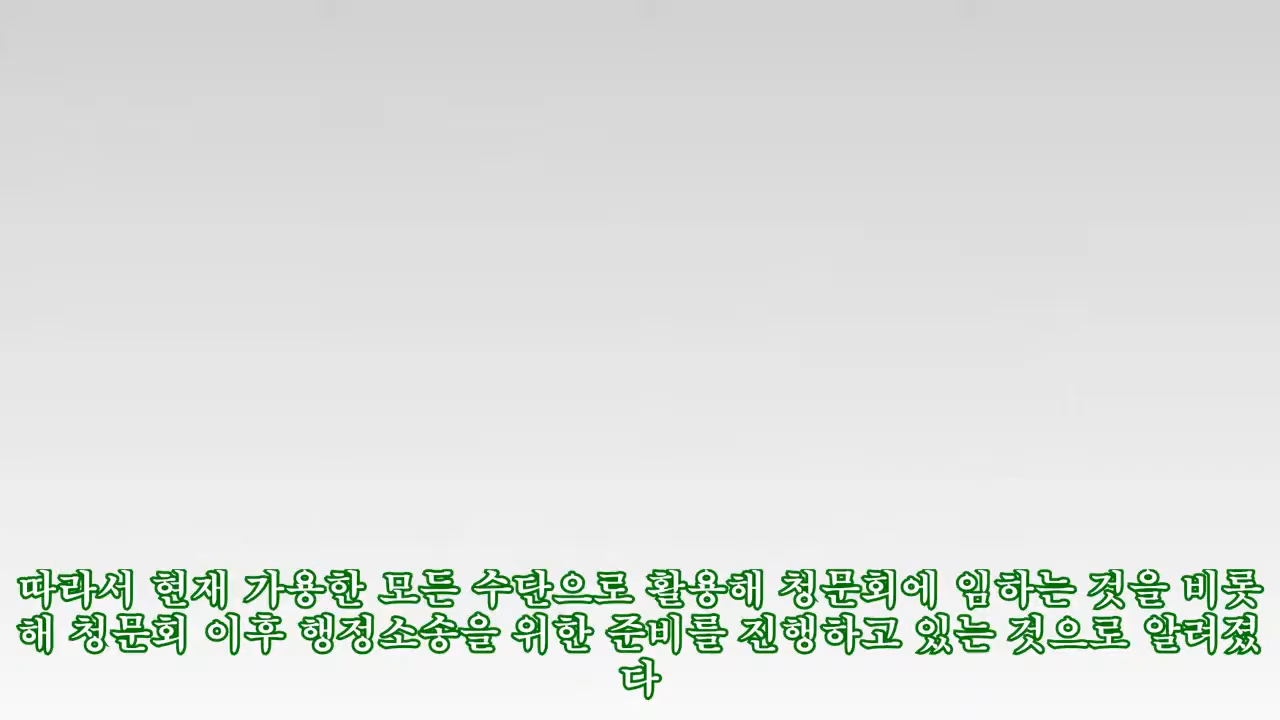 따라서 현재 가용한 모든 수단으로 활용해 청문회에 임하는 것을 비롯
해 청문회 이후 행정소송을 위한 준비를 진행하고 있는 것으로 알려졌
다